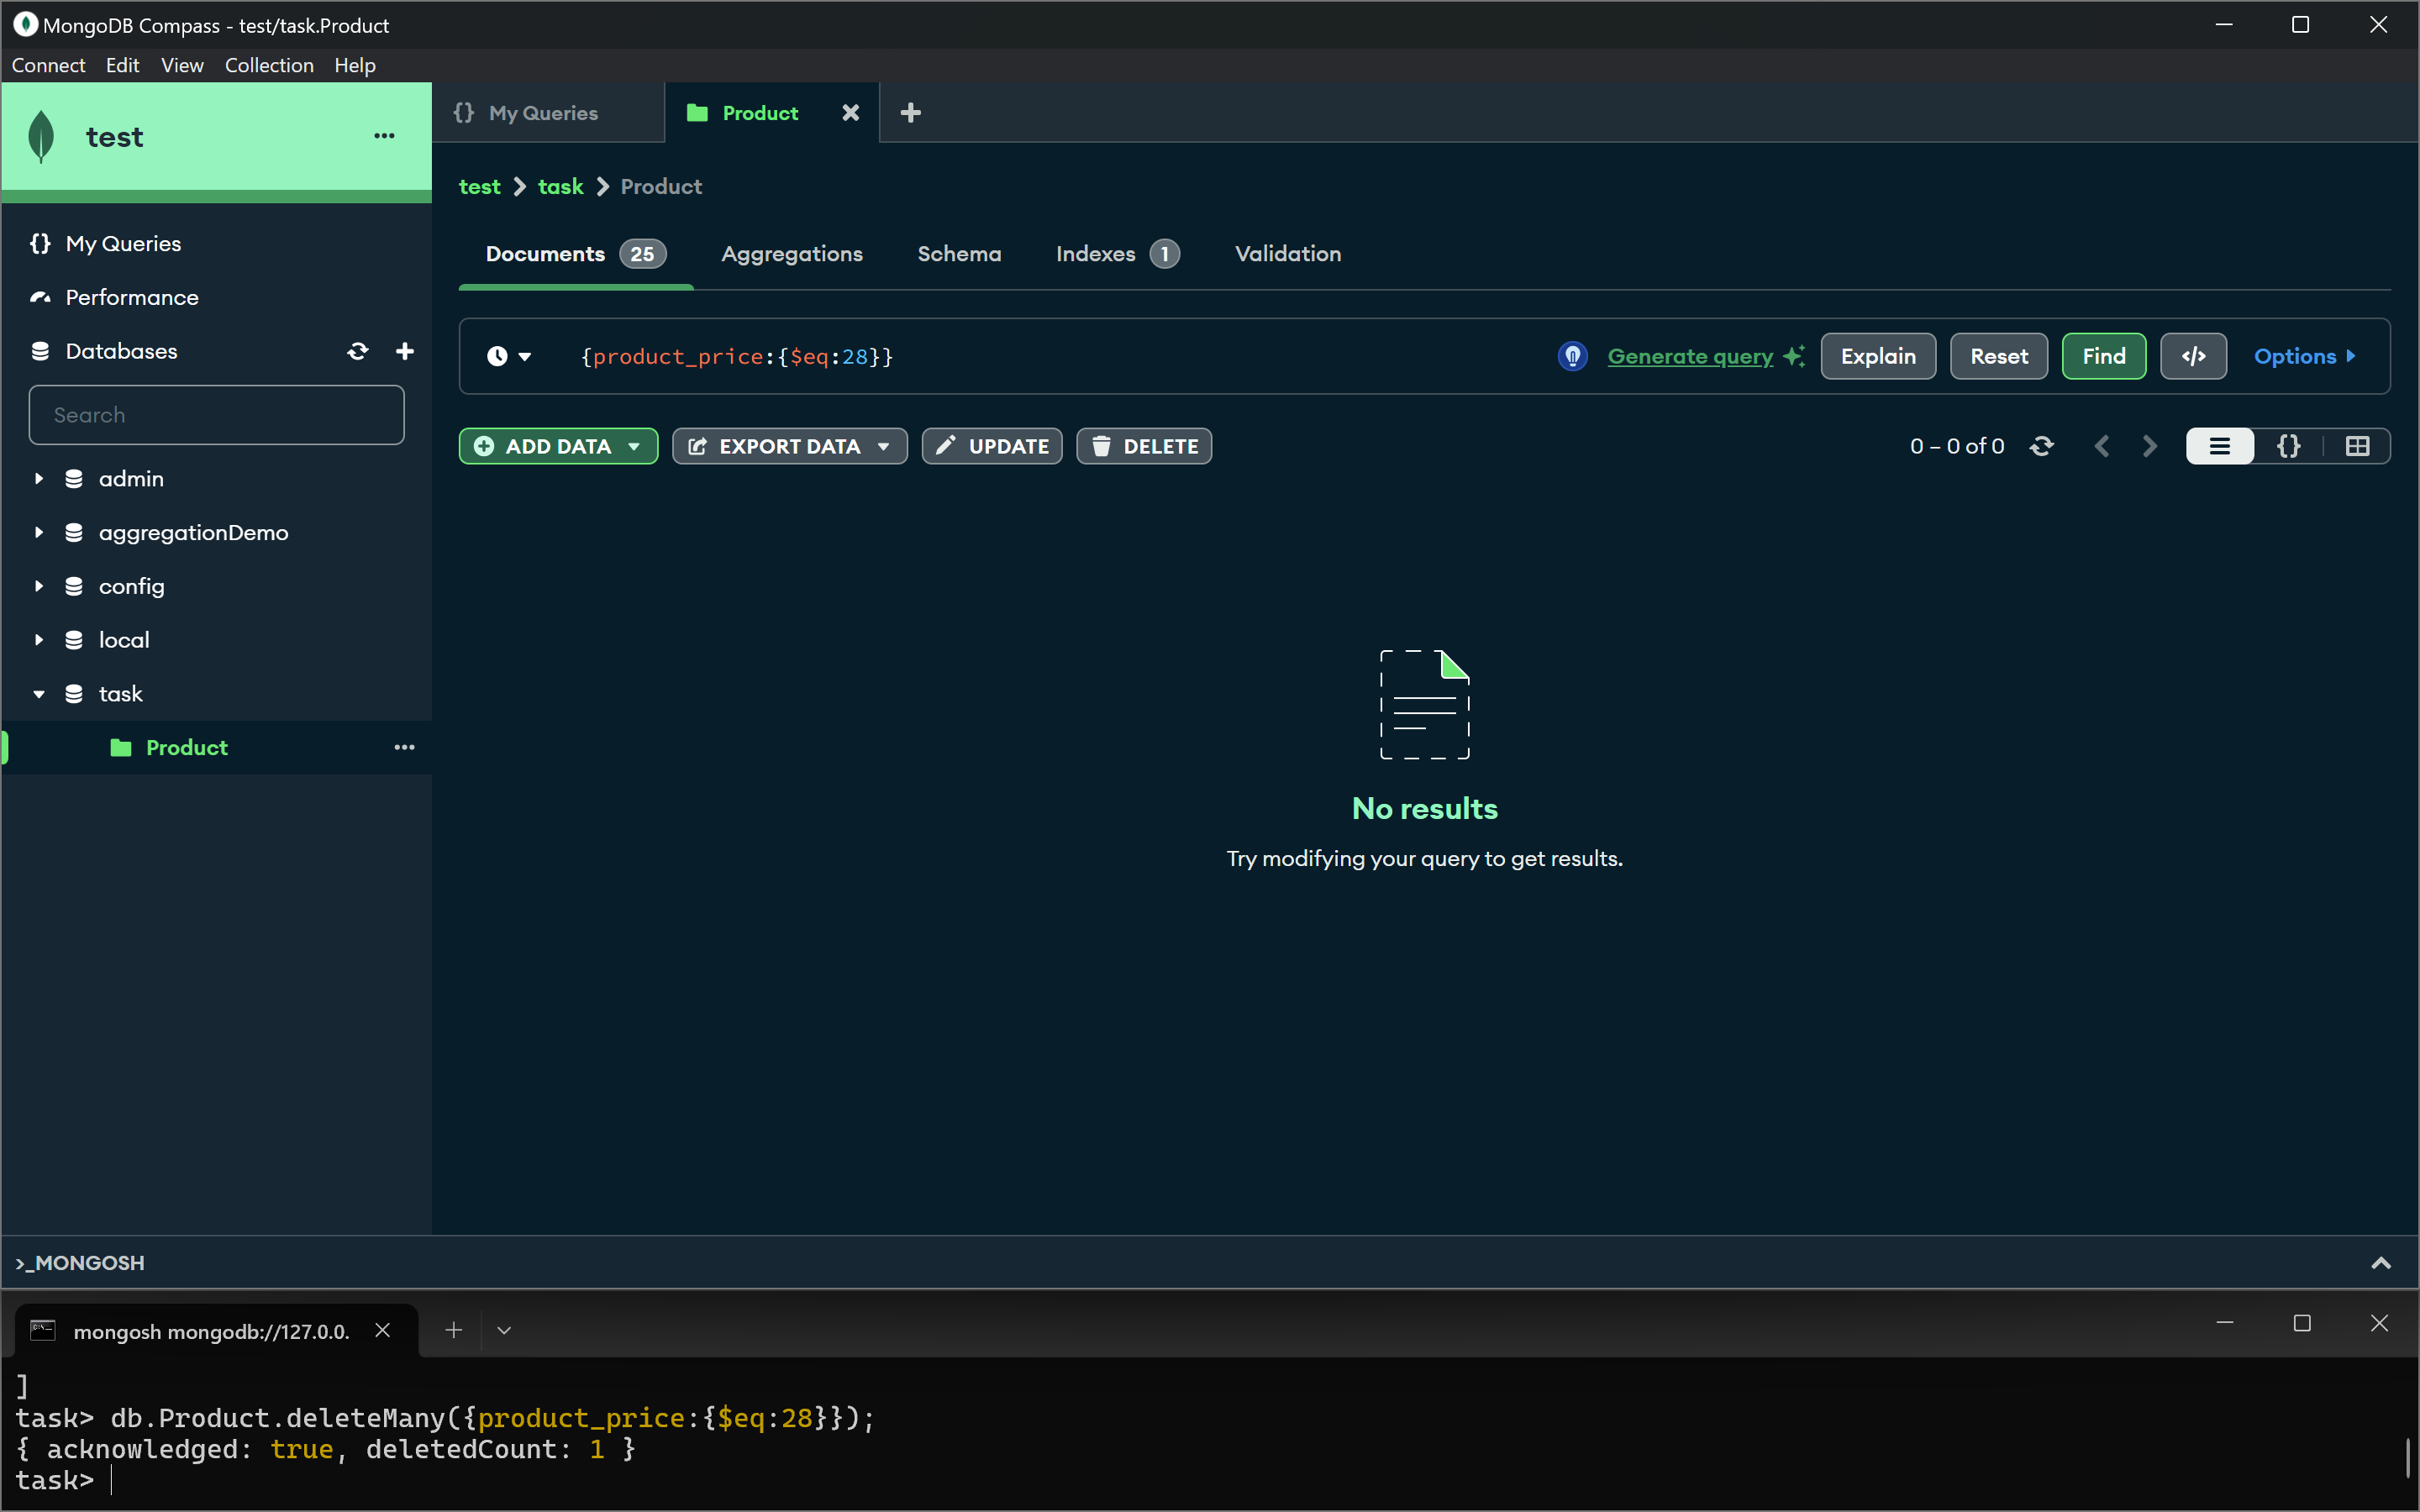 MongoDB Compass - test/task.Product
Connect Edit View Collection Help
test
My Queries
Product
test task Product
My Queries
Performance
Databases
Search
admin
aggregationDemo
config
local
task
Product
Documents 25 Aggregations Schema Indexes 1 Validation
{product_price:{$eq:28}}
Generate query Explain Reset Find </> Options
ADD DATA EXPORT DATA UPDATE DELETE
0 – 0 of 0
No results
Try modifying your query to get results.
>_MONGOSH
mongosh mongodb://127.0.0.
]
task> db.Product.deleteMany({product_price:{$eq:28}});
{ acknowledged: true, deletedCount: 1 }
task>